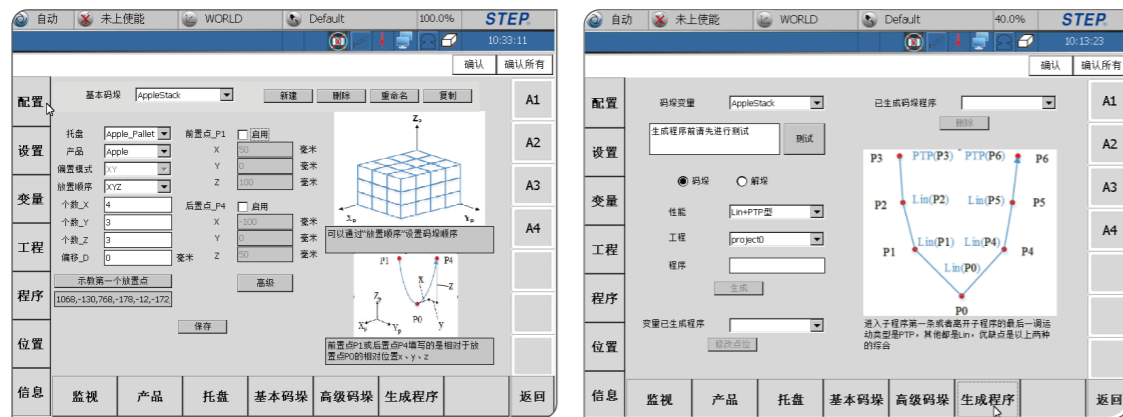 自动 未上使能 WORLD Default 100.0% STEP.
10:33:11
确认 确认所有
配置
设置
变量
工程
程序
位置
信息
基本码垛 AppleStack 新建 删除 重命名 复制
托盘 Apple_Pallet 前置点_P1 启用
产品 Apple X 50 毫米
偏置模式 XY Y 0 毫米
放置顺序 XYZ Z 100 毫米
个数_X 4 后置点_P4 启用
个数_Y 3 X -100 毫米
个数_Z 3 Y 0 毫米
偏移_D 0 毫米 Z 50 毫米
示教第一个放置点 高级
1068,-130,768,-178,-12,-172
保存
Zp
Xp Yp
可以通过"放置顺序"设置码垛顺序
P1 P4
X Z
Zp
Xp Yp P0 y
前置点P1或后置点P4填写的是相对于放
置点P0的相对位置x、y、z
A1
A2
A3
A4
监视 产品 托盘 基本码垛 高级码垛 生成程序 返回
自动 未上使能 WORLD Default 40.0% STEP.
10:13:23
确认 确认所有
配置
设置
变量
工程
程序
位置
信息
码垛变量 AppleStack 已生成码垛程序
生成程序前请先进行测试 测试 删除
码垛 解垛
性能 Lin+PTP型
工程 project0
程序
生成
变量已生成程序
修改点位
P3 PTP(P3) PTP(P6) P6
P2 Lin(P2) Lin(P5) P5
P1 Lin(P1) Lin(P4) P4
Lin(P0)
P0
进入子程序第一条或者离开子程序的最后一调运
动类型是PTP，其他都是Lin，优缺点是以上两种
的综合
A1
A2
A3
A4
监视 产品 托盘 基本码垛 高级码垛 生成程序 返回